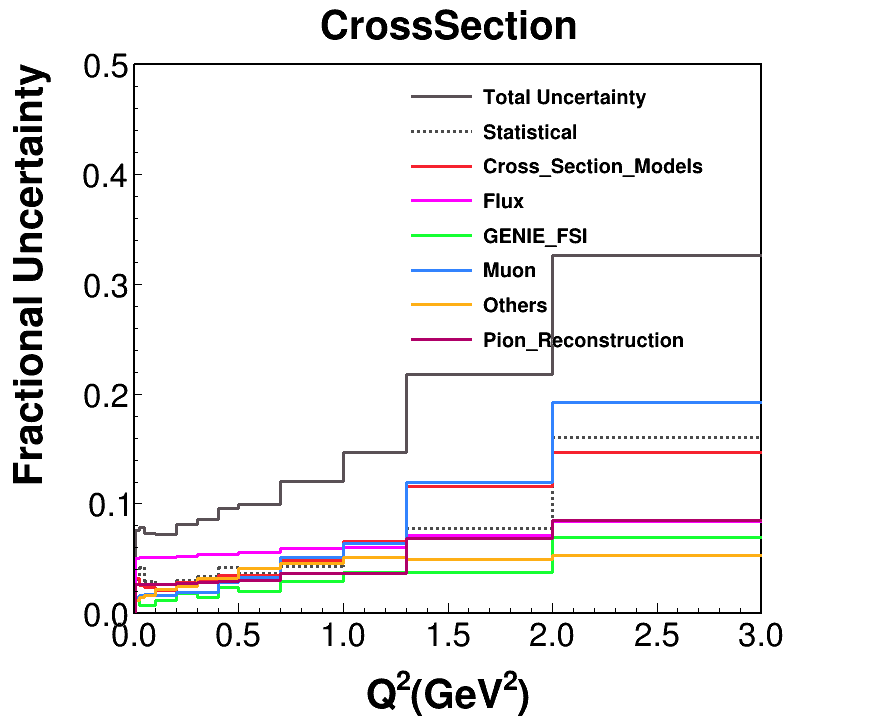 CrossSection
Fractional Uncertainty
0.5
0.4
0.3
0.2
0.1
0.0
Total Uncertainty
Statistical
Cross_Section_Models
Flux
GENIE_FSI
Muon
Others
Pion_Reconstruction
0.0 0.5 1.0 1.5 2.0 2.5 3.0
Q²(GeV²)